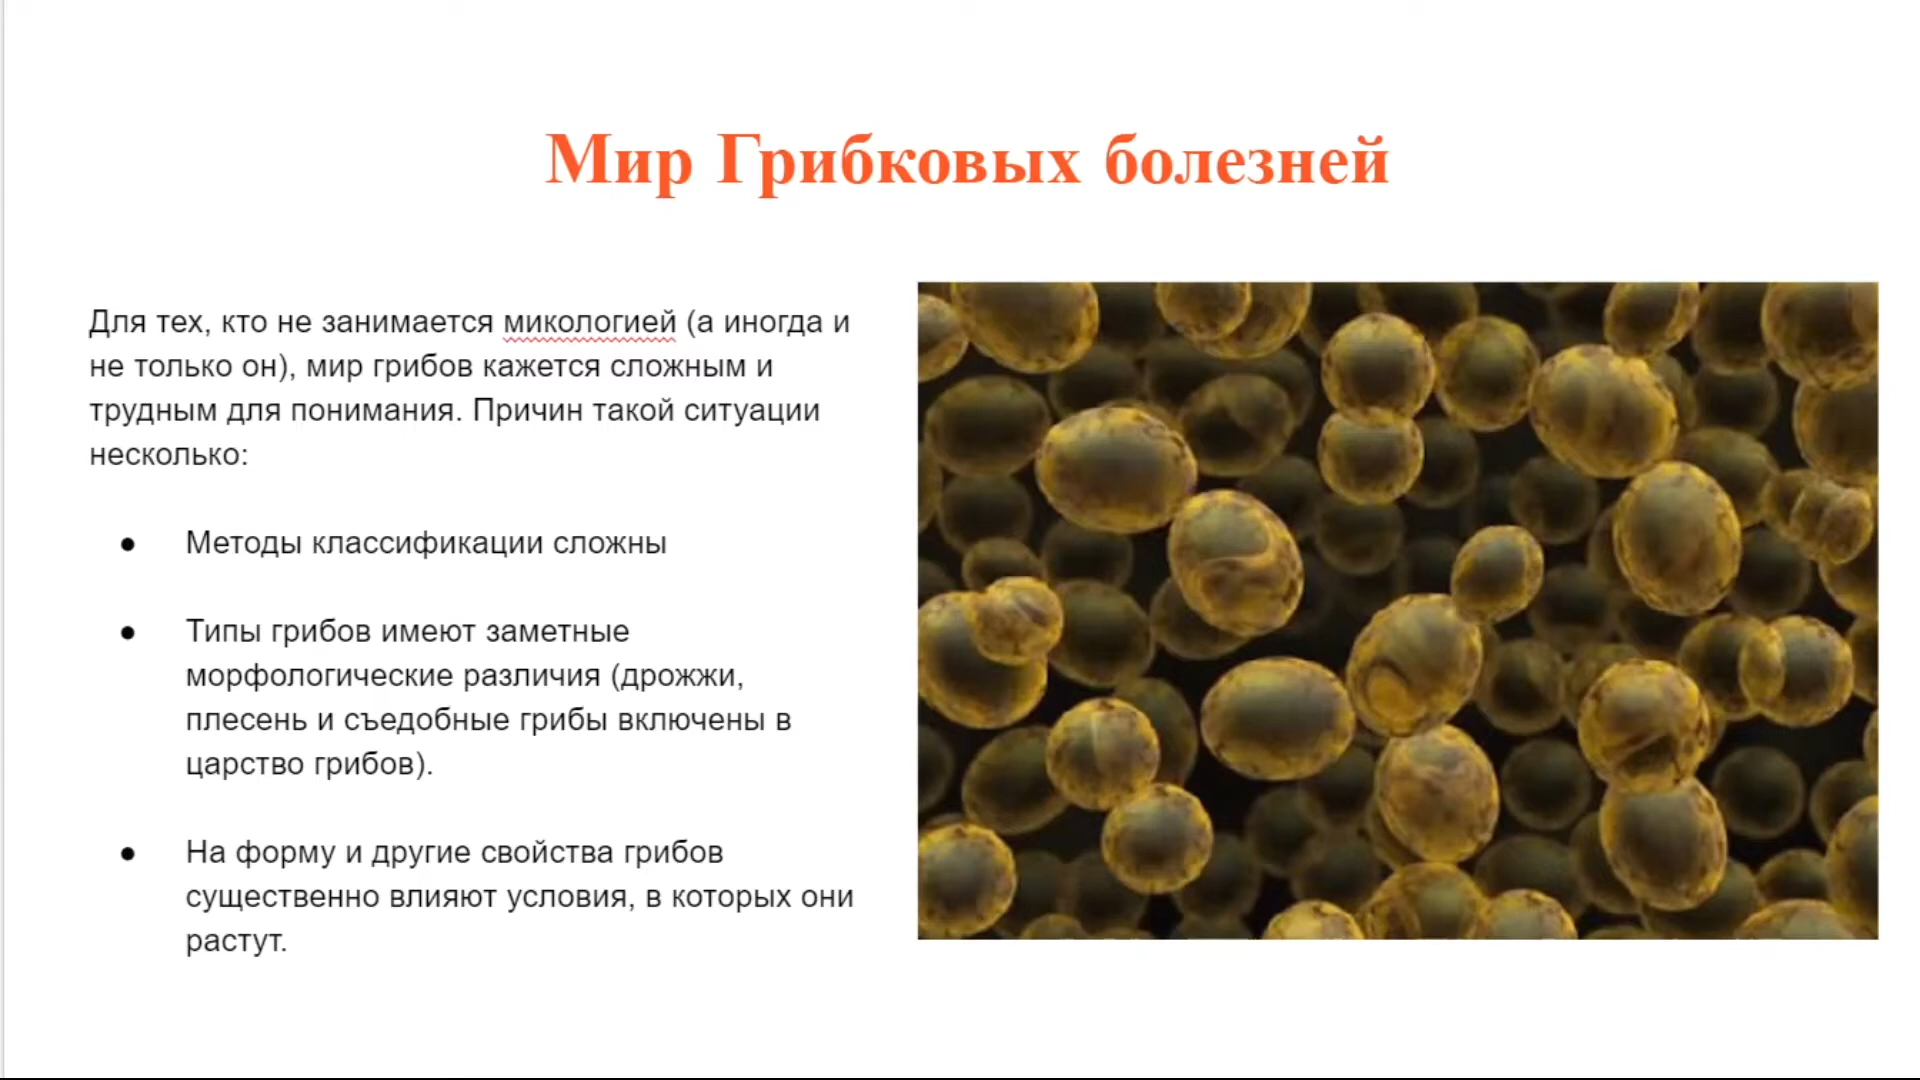 Мир Грибковых болезней
Для тех, кто не занимается микологией (а иногда и
не только он), мир грибов кажется сложным и
трудным для понимания. Причин такой ситуации
несколько:
● Методы классификации сложны
● Типы грибов имеют заметные
морфологические различия (дрожжи,
плесень и съедобные грибы включены в
царство грибов).
● На форму и другие свойства грибов
существенно влияют условия, в которых они
растут.